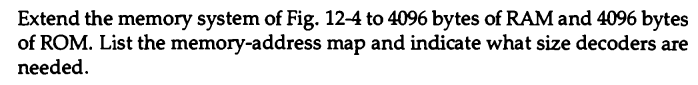 Extend the memory system of Fig. 12-4 to 4096 bytes of RAM and 4096 bytes
of ROM. List the memory-address map and indicate what size decoders are
needed.